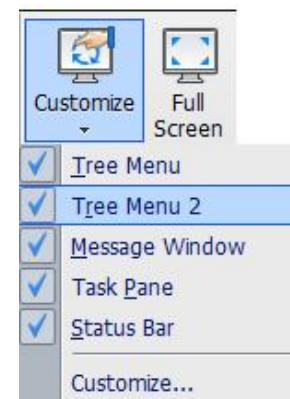 Customize Full
Screen
Tree Menu
Tree Menu 2
Message Window
Task Pane
Status Bar
Customize...